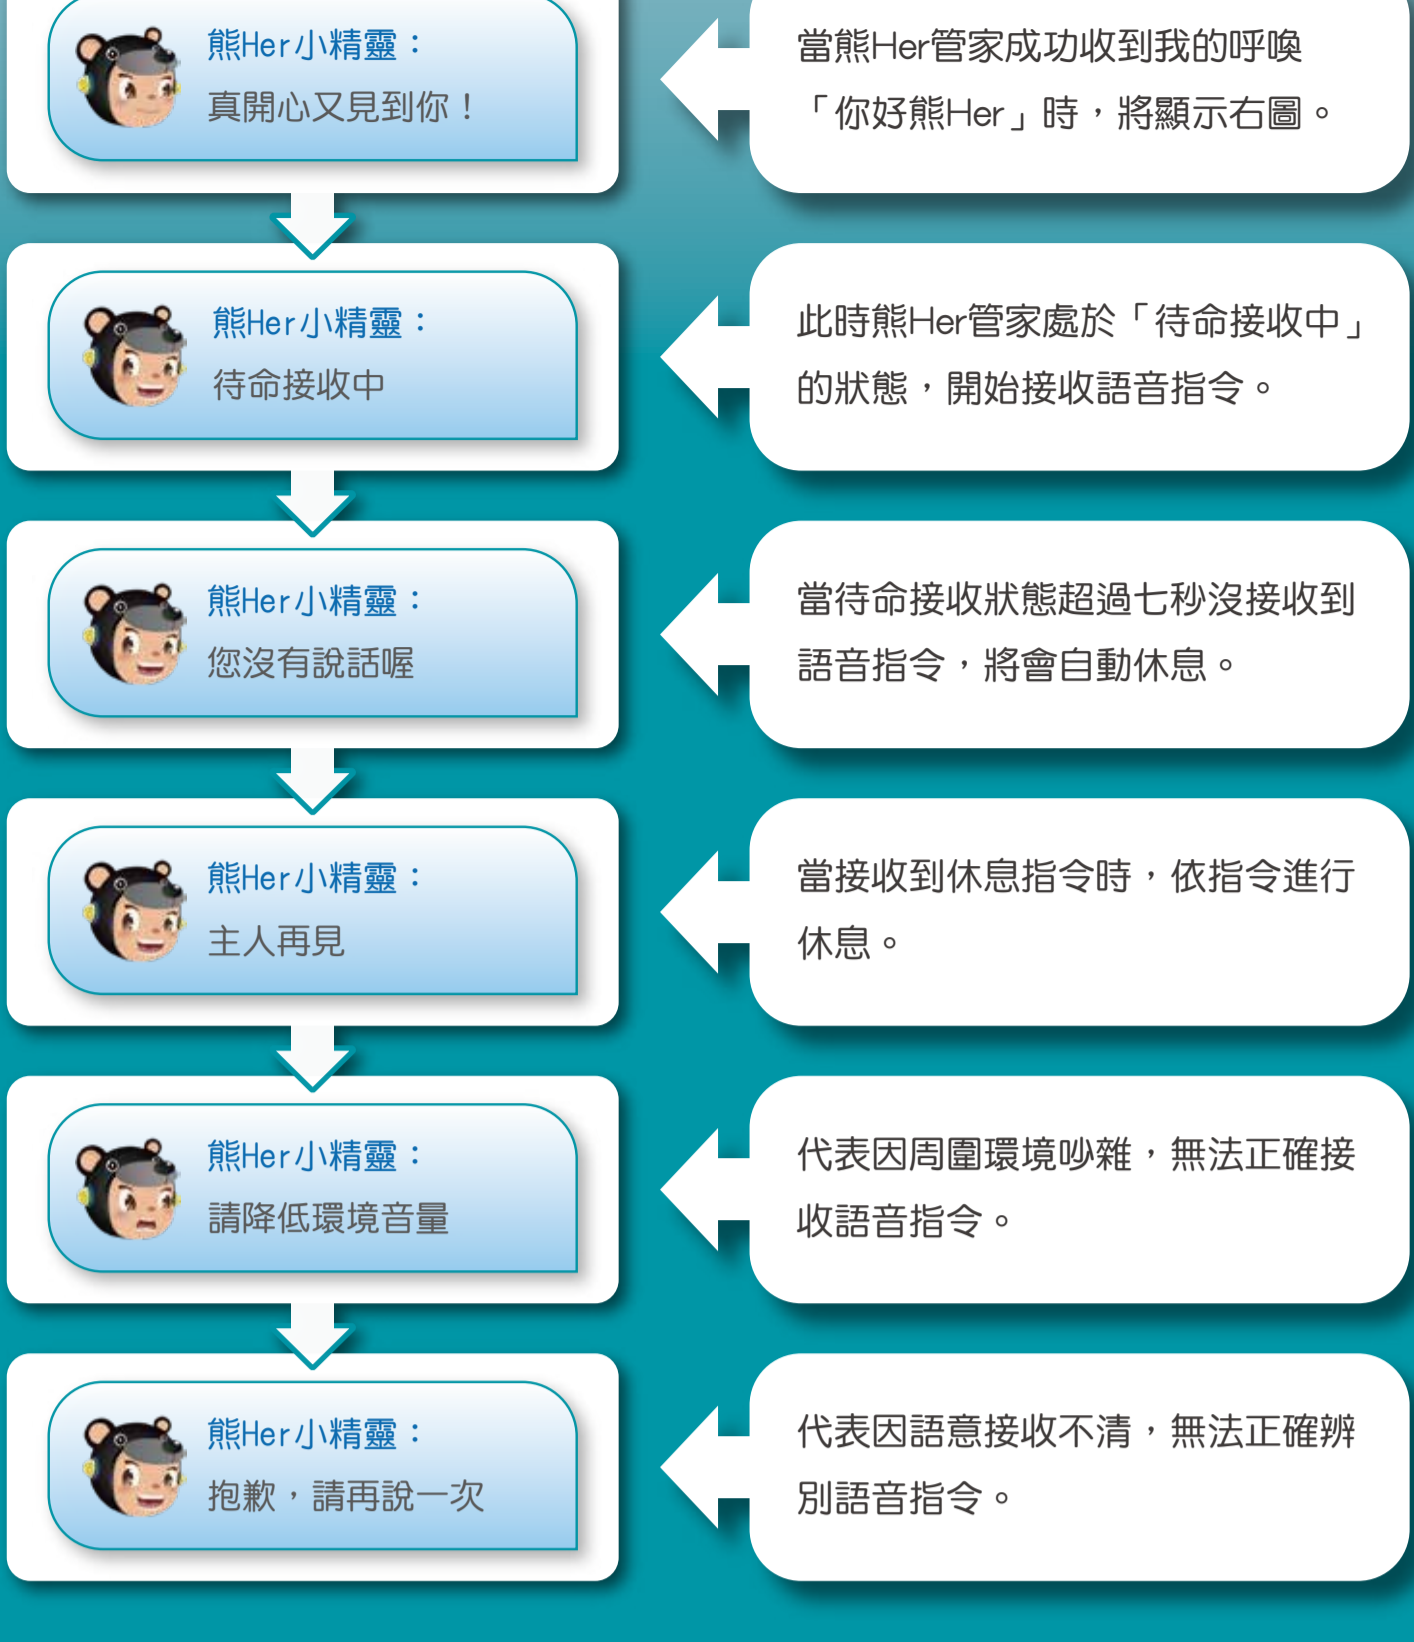 熊Her小精靈：
真開心又見到你！
當熊Her管家成功收到我的呼喚
「你好熊Her」時，將顯示右圖。
熊Her小精靈：
待命接收中
此時熊Her管家處於「待命接收中」
的狀態，開始接收語音指令。
熊Her小精靈：
您沒有說話喔
當待命接收狀態超過七秒沒接收到
語音指令，將會自動休息。
熊Her小精靈：
主人再見
當接收到休息指令時，依指令進行
休息。
熊Her小精靈：
請降低環境音量
代表因周圍環境吵雜，無法正確接
收語音指令。
熊Her小精靈：
抱歉，請再說一次
代表因語意接收不清，無法正確辨
別語音指令。